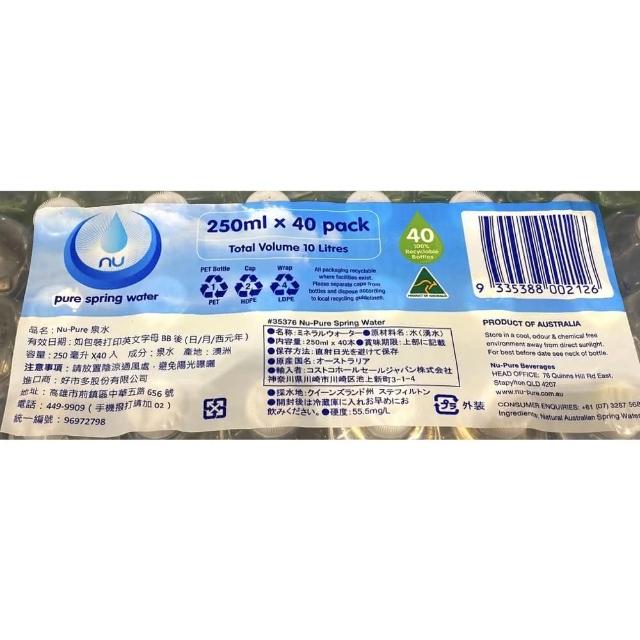 nu
pure spring water
250ml × 40 pack
Total Volume 10 Litres
PET Bottle
1
PET
Cap
2
HDPE
Wrap
4
LDPE
All packaging recyclable
where facilities exist.
Please separate caps from
bottles and dispose according
to local recycling guidelines.
40
100%
Recyclable
Bottles
PRODUCT OF AUSTRALIA
9 335388 002126
品名: Nu-Pure 泉水
有效日期: 如包裝打印英文字母 BB 後 (日/月/西元年)
容量: 250 毫升 X40 入 成分: 泉水 產地: 澳洲
注意事項: 請放置陰涼通風處,避免陽光曝曬
進口商: 好市多股份有限公司
地址: 高雄市前鎮區中華五路 656 號
電話: 449-9909 (手機撥打請加 02)
統一編號: 96972798
#35376 Nu-Pure Spring Water
●名称:ミネラルウォーター●原材料名:水(湧水)
●内容量:250ml x 40本●賞味期限:上部に記載
●保存方法:直射日光を避けて保存
●原産国名:オーストラリア
●輸入者:コストコホールセールジャパン株式会社
神奈川県川崎市川崎区池上新町3-1-4
●採水地:クイーンズランド州 ステフィルトン
●開封後は冷蔵庫に入れお早めにお
飲みください。●硬度:55.5mg/L
プラ 外装
PRODUCT OF AUSTRALIA
Store in a cool, odour & chemical free
environment away from direct sunlight.
For best before date see neck of bottle.
Nu-Pure Beverages
HEAD OFFICE: 76 Quinns Hill Rd East,
Stapylton QLD 4207
www.nu-pure.com.au
CONSUMER ENQUIRIES: +61 (07) 3287 568
Ingredients: Natural Australian Spring Water